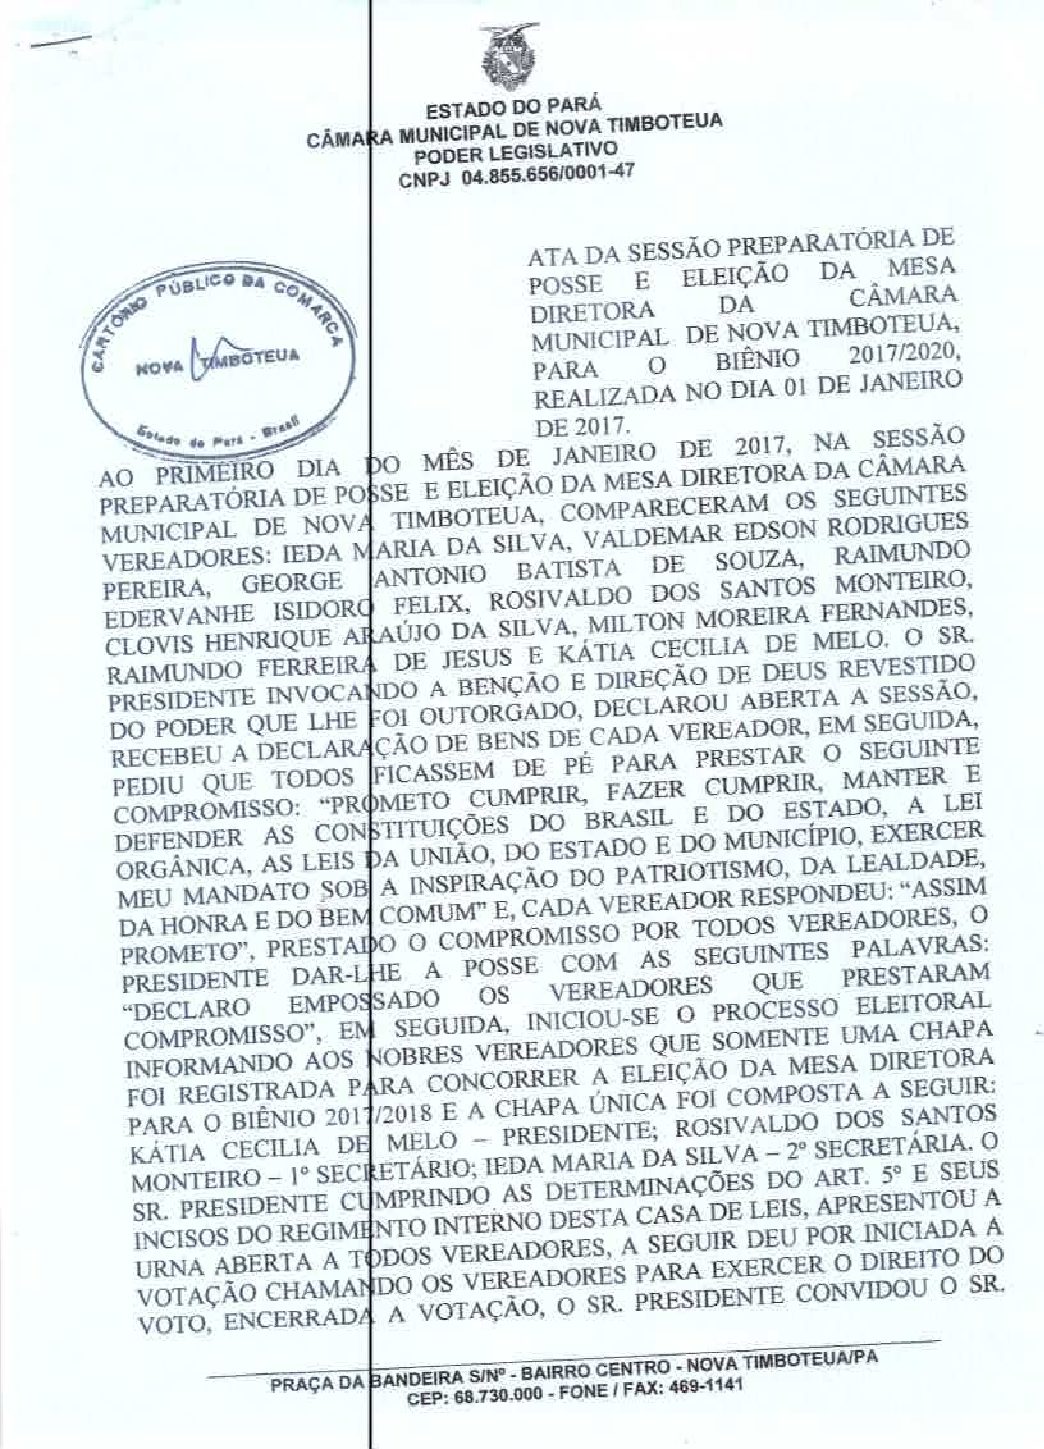 ESTADO DO PARÁ
CÂMARA MUNICIPAL DE NOVA TIMBOTEUA
PODER LEGISLATIVO
CNPJ 04.855.656/0001-47
ATA DA SESSÃO PREPARATÓRIA DE
POSSE E ELEIÇÃO DA MESA
DIRETORA DA CÂMARA
MUNICIPAL DE NOVA TIMBOTEUA,
PARA O BIÊNIO 2017/2020,
REALIZADA NO DIA 01 DE JANEIRO
DE 2017.
CARTÓRIO PÚBLICO DA COMARCA
NOVA TIMBOTEUA
Estado do Pará - Brasil
AO PRIMEIRO DIA DO MÊS DE JANEIRO DE 2017, NA SESSÃO
PREPARATÓRIA DE POSSE E ELEIÇÃO DA MESA DIRETORA DA CÂMARA
MUNICIPAL DE NOVA TIMBOTEUA, COMPARECERAM OS SEGUINTES
VEREADORES: IEDA MARIA DA SILVA, VALDEMAR EDSON RODRIGUES
PEREIRA, GEORGE ANTONIO BATISTA DE SOUZA, RAIMUNDO
EDERVANHE ISIDORO FELIX, ROSIVALDO DOS SANTOS MONTEIRO,
CLOVIS HENRIQUE ARAÚJO DA SILVA, MILTON MOREIRA FERNANDES,
RAIMUNDO FERREIRA DE JESUS E KÁTIA CECILIA DE MELO. O SR.
PRESIDENTE INVOCANDO A BENÇÃO E DIREÇÃO DE DEUS REVESTIDO
DO PODER QUE LHE FOI OUTORGADO, DECLAROU ABERTA A SESSÃO,
RECEBEU A DECLARAÇÃO DE BENS DE CADA VEREADOR, EM SEGUIDA,
PEDIU QUE TODOS FICASSEM DE PÉ PARA PRESTAR O SEGUINTE
COMPROMISSO: “PROMETO CUMPRIR, FAZER CUMPRIR, MANTER E
DEFENDER AS CONSTITUIÇÕES DO BRASIL E DO ESTADO, A LEI
ORGÂNICA, AS LEIS DA UNIÃO, DO ESTADO E DO MUNICÍPIO, EXERCER
MEU MANDATO SOB A INSPIRAÇÃO DO PATRIOTISMO, DA LEALDADE,
DA HONRA E DO BEM COMUM” E, CADA VEREADOR RESPONDEU: “ASSIM
PROMETO”, PRESTADO O COMPROMISSO POR TODOS VEREADORES, O
PRESIDENTE DAR-LHE A POSSE COM AS SEGUINTES PALAVRAS:
“DECLARO EMPOSSADO OS VEREADORES QUE PRESTARAM
COMPROMISSO”, EM SEGUIDA, INICIOU-SE O PROCESSO ELEITORAL
INFORMANDO AOS NOBRES VEREADORES QUE SOMENTE UMA CHAPA
FOI REGISTRADA PARA CONCORRER A ELEIÇÃO DA MESA DIRETORA
PARA O BIÊNIO 2017/2018 E A CHAPA ÚNICA FOI COMPOSTA A SEGUIR:
KÁTIA CECILIA DE MELO – PRESIDENTE; ROSIVALDO DOS SANTOS
MONTEIRO – 1º SECRETÁRIO; IEDA MARIA DA SILVA – 2º SECRETÁRIA. O
SR. PRESIDENTE CUMPRINDO AS DETERMINAÇÕES DO ART. 5º E SEUS
INCISOS DO REGIMENTO INTERNO DESTA CASA DE LEIS, APRESENTOU A
URNA ABERTA A TODOS VEREADORES, A SEGUIR DEU POR INICIADA A
VOTAÇÃO CHAMANDO OS VEREADORES PARA EXERCER O DIREITO DO
VOTO, ENCERRADA A VOTAÇÃO, O SR. PRESIDENTE CONVIDOU O SR.
PRAÇA DA BANDEIRA S/Nº - BAIRRO CENTRO - NOVA TIMBOTEUA/PA
CEP: 68.730.000 - FONE / FAX: 469-1141